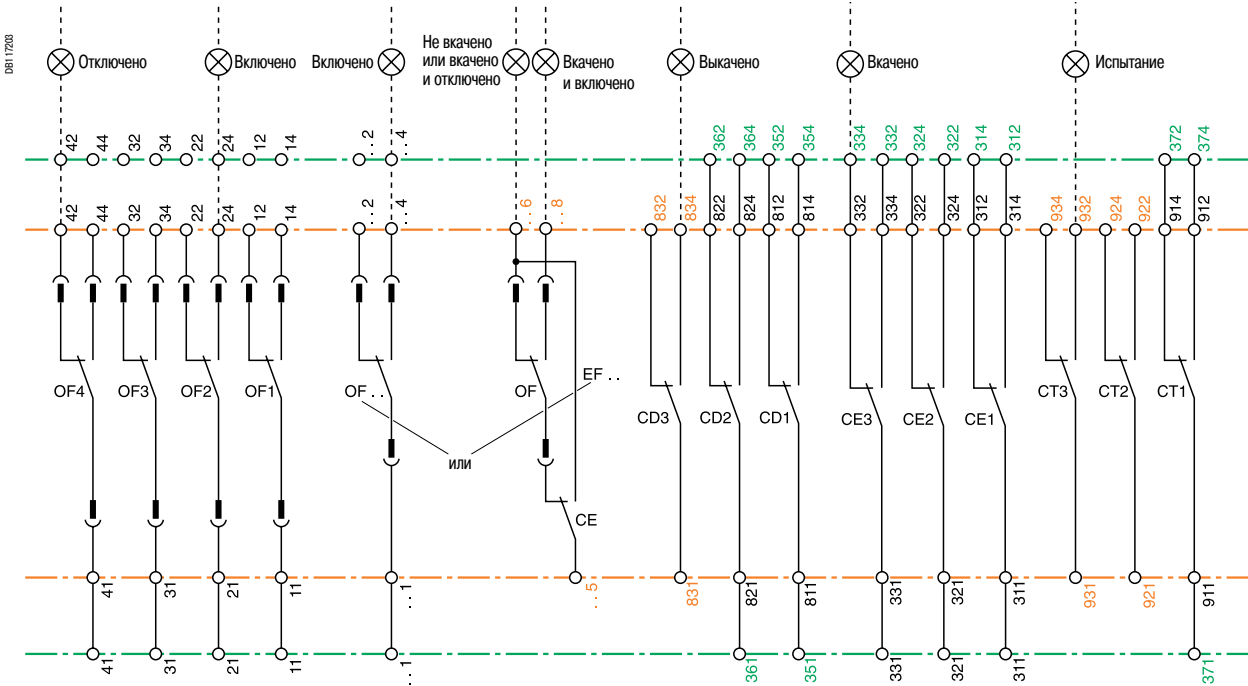 DB117203
Отключено
Включено
Включено
Не вкачено
или вкачено
и отключено
Вкачено
и включено
Выкачено
Вкачено
Испытание
42 44 32 34 22 24 12 14 . . 2 . . 4 362 364 352 354 334 332 324 322 314 312 372 374
42 44 32 34 22 24 12 14 . . 2 . . 4 . . 6 . . 8 832 834 822 824 812 814 332 334 322 324 312 314 934 932 924 922 914 912
OF4 OF3 OF2 OF1 OF . . OF EF . . CD3 CD2 CD1 CE3 CE2 CE1 CT3 CT2 CT1
или
CE
41 31 21 11 . . 1 . . 5 831 821 811 331 321 311 931 921 911
41 31 21 11 . . 1 361 351 331 321 311 371